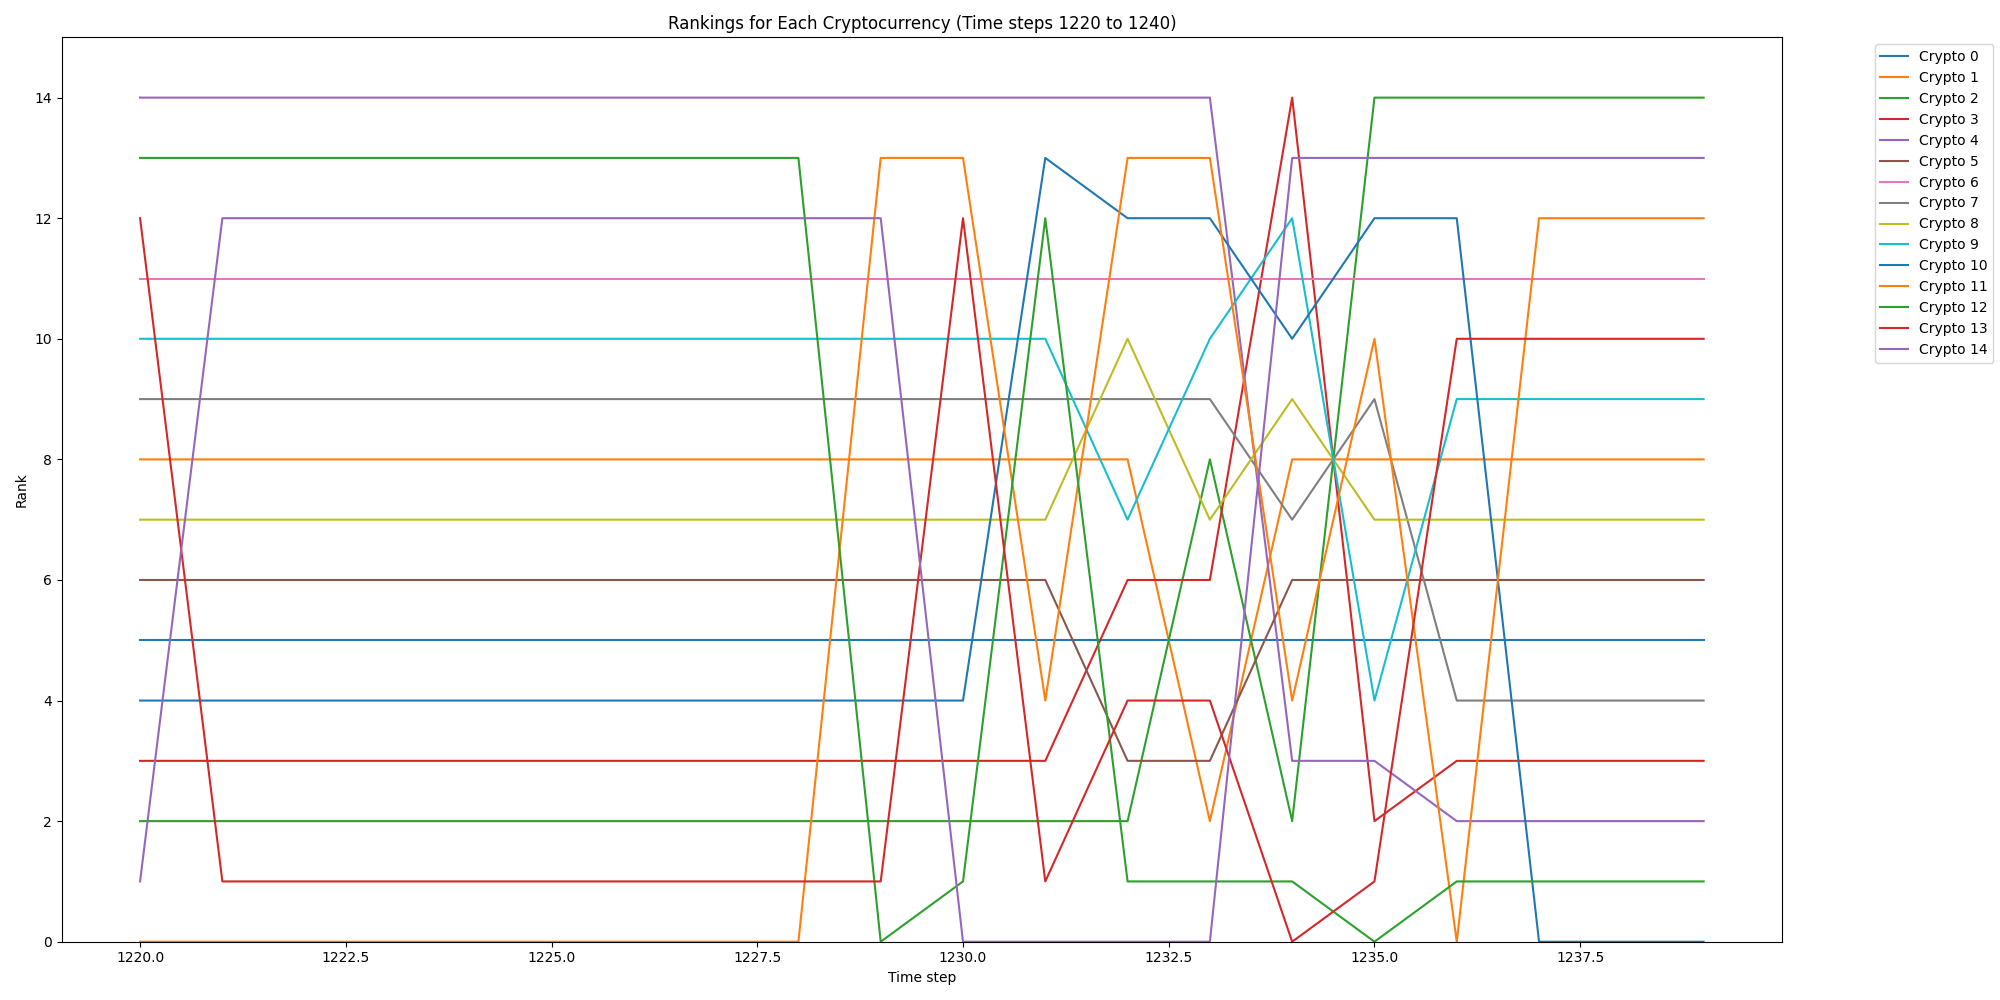 Rankings for Each Cryptocurrency (Time steps 1220 to 1240)
14
12
10
8
6
4
2
0
Rank
1220.0
1222.5
1225.0
1227.5
1230.0
1232.5
1235.0
1237.5
Time step
Crypto 0
Crypto 1
Crypto 2
Crypto 3
Crypto 4
Crypto 5
Crypto 6
Crypto 7
Crypto 8
Crypto 9
Crypto 10
Crypto 11
Crypto 12
Crypto 13
Crypto 14